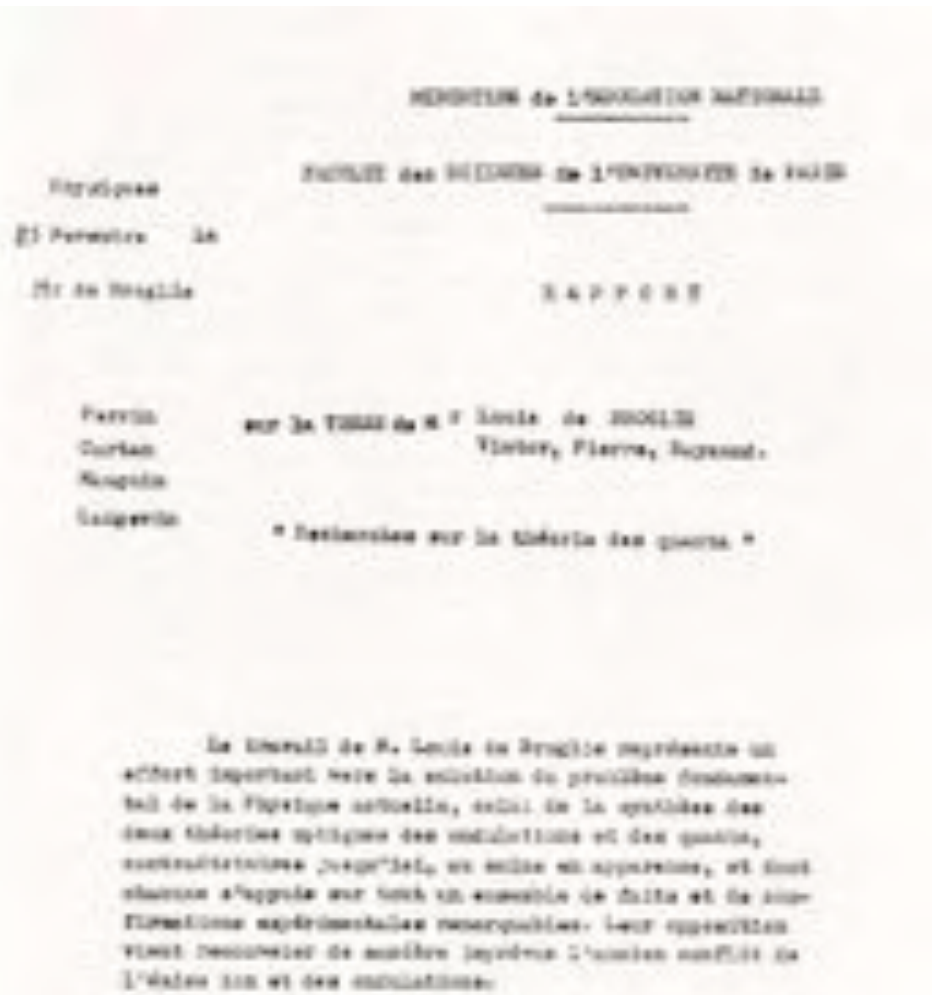 MINISTERE de L'EDUCATION NATIONALE
FACULTE des SCIENCES de L'UNIVERSITE de PARIS
Physiques
le
Mr de Broglie
RAPPORT
Perrin
Cartan
Mauguin
Langevin
sur la THESE de Mr Louis de BROGLIE
Victor, Pierre, Raymond.
" Recherches sur la théorie des quanta "
Le travail de M. Louis de Broglie représente un
effort important vers la solution du problème fondamen-
tal de la Physique actuelle, celui de la synthèse des
deux théories optiques des ondulations et des quanta,
contradictoires jusqu'ici, au moins en apparence, et dont
chacune s'appuie sur tout un ensemble de faits et de con-
firmations expérimentales remarquables. Leur opposition
vient renouveler de manière imprévue l'ancien conflit de
l'émission et des ondulations.